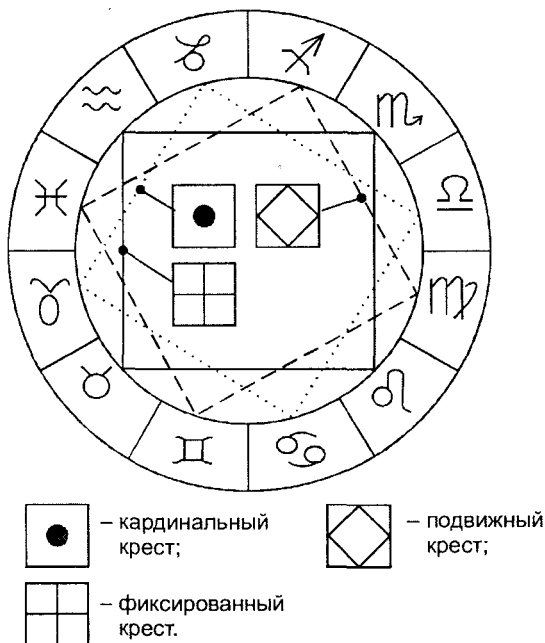 – кардинальный
крест;
– подвижный
крест;
– фиксированный
крест.